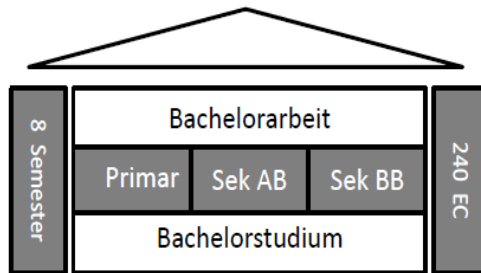 8 Semester
Bachelorarbeit
Primar Sek AB Sek BB
Bachelorstudium
240 EC